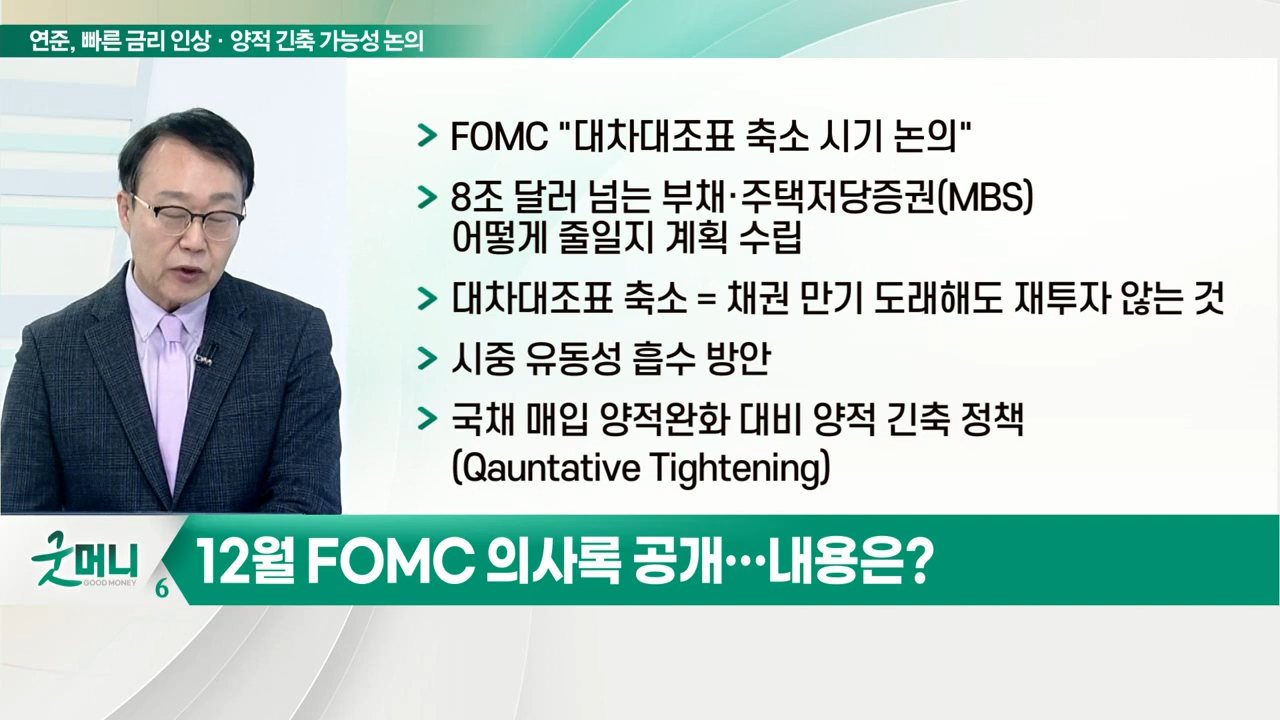 연준, 빠른 금리 인상 · 양적 긴축 가능성 논의
> FOMC "대차대조표 축소 시기 논의"
> 8조 달러 넘는 부채·주택저당증권(MBS)
어떻게 줄일지 계획 수립
> 대차대조표 축소 = 채권 만기 도래해도 재투자 않는 것
> 시중 유동성 흡수 방안
> 국채 매입 양적완화 대비 양적 긴축 정책
(Qauntative Tightening)
굿머니
GOOD MONEY
6
12월 FOMC 의사록 공개…내용은?